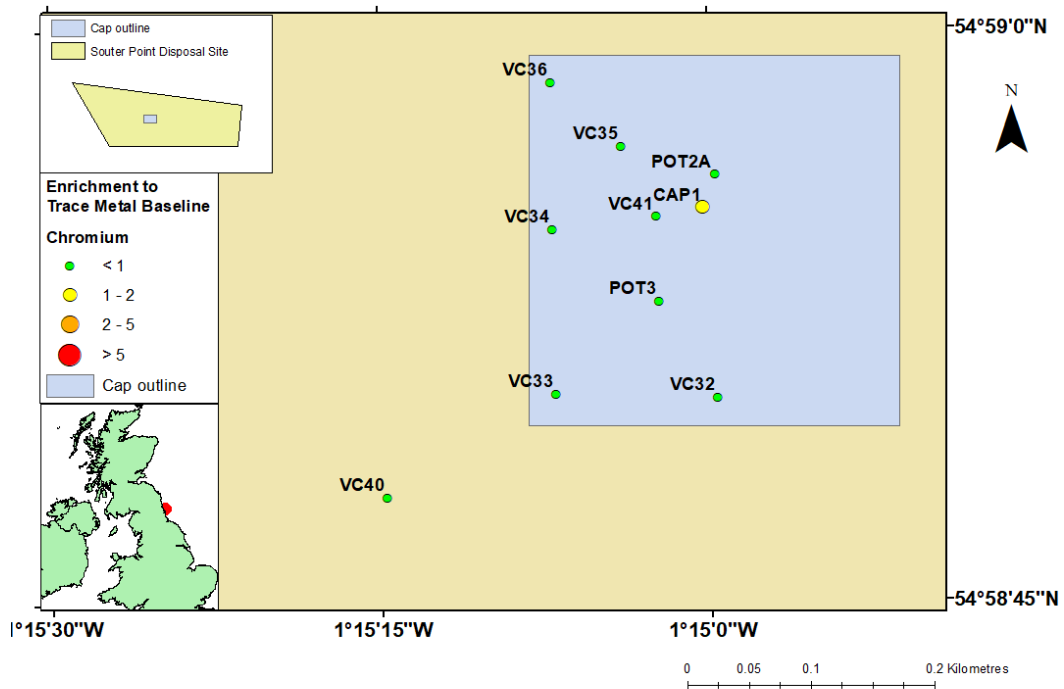 Cap outline
Souter Point Disposal Site
Enrichment to
Trace Metal Baseline
Chromium
< 1
1 - 2
2 - 5
> 5
Cap outline
54°59'0"N
N
VC36
VC35
POT2A
CAP1
VC41
VC34
POT3
VC33
VC32
VC40
54°58'45"N
1°15'30"W
1°15'15"W
1°15'0"W
0 0.05 0.1 0.2 Kilometres